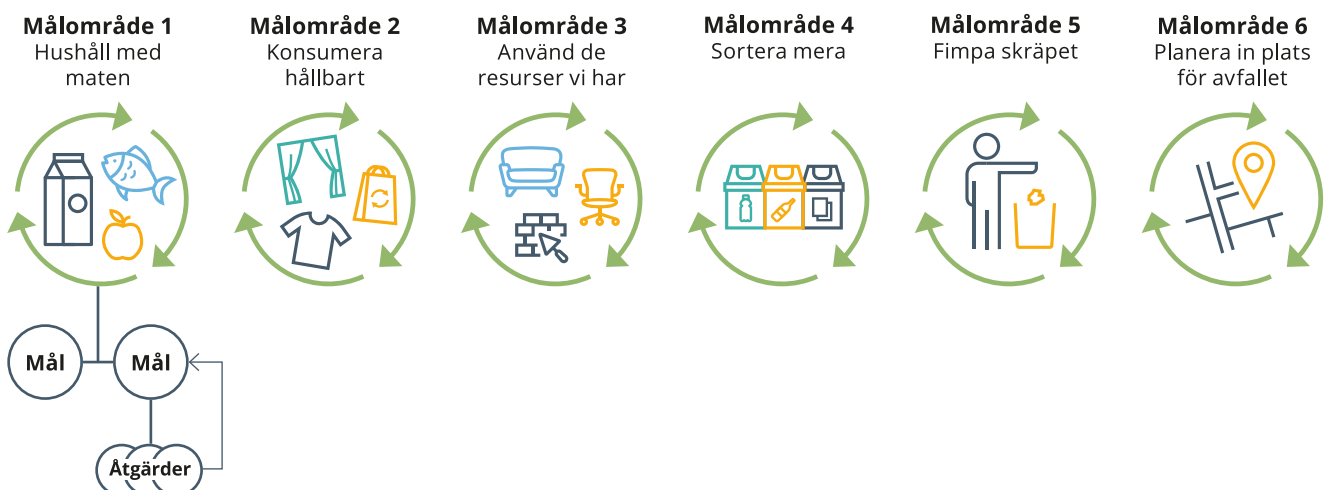 Målområde 1
Hushåll med
maten
Målområde 2
Konsumera
hållbart
Målområde 3
Använd de
resurser vi har
Målområde 4
Sortera mera
Målområde 5
Fimpa skräpet
Målområde 6
Planera in plats
för avfallet
Mål
Mål
Åtgärder